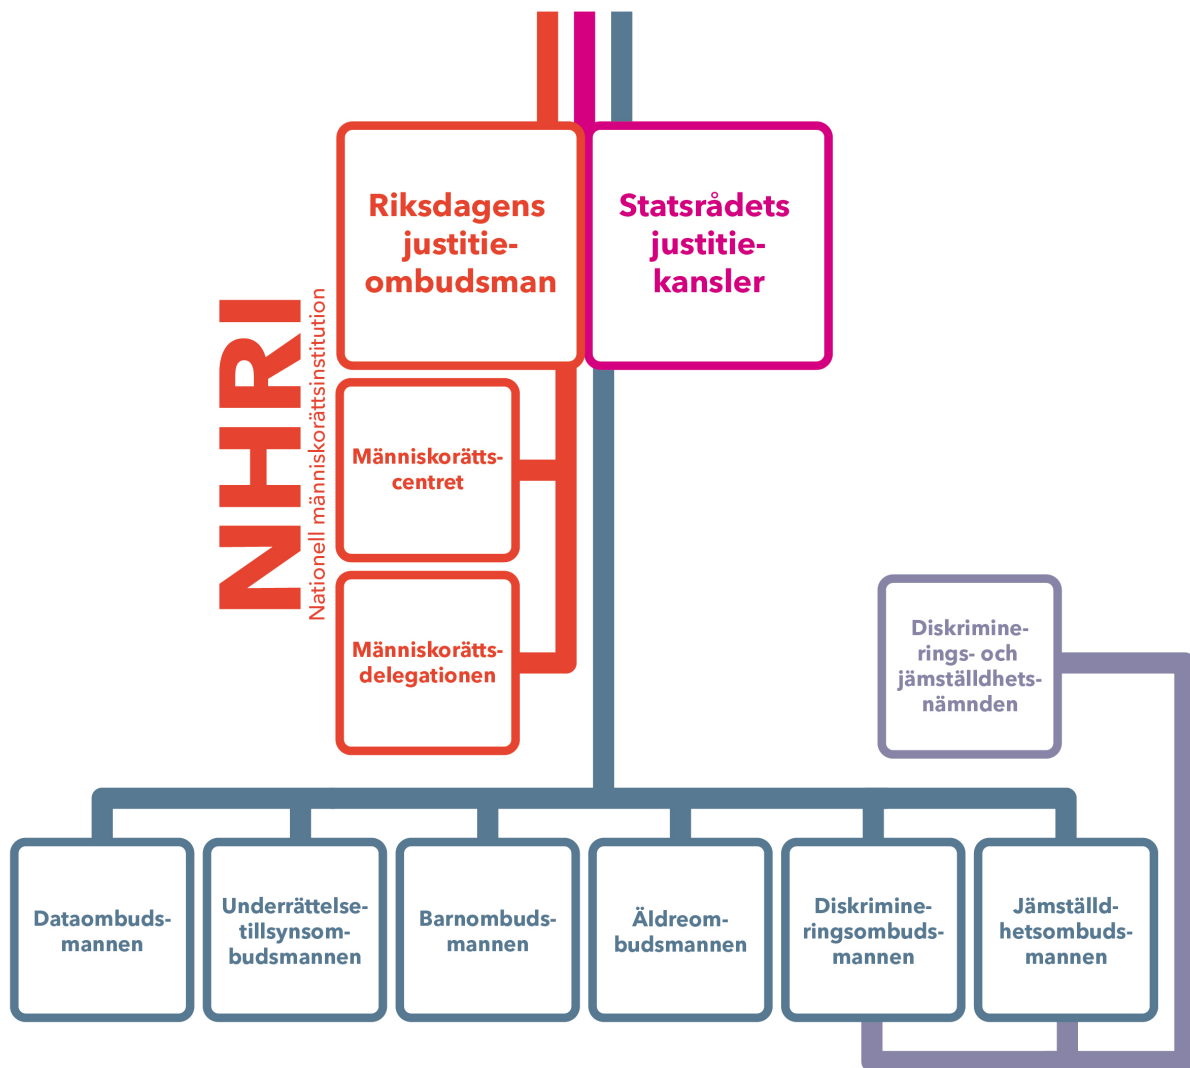 Riksdagens
justitie-
ombudsman
Statsrådets
justitie-
kansler
NHRI
Nationell människorättsinstitution
Människorätts-
centret
Människorätts-
delegationen
Diskrimine-
rings- och
jämställdhets-
nämnden
Dataombuds-
mannen
Underrättelse-
tillsynsom-
budsmannen
Barnombuds-
mannen
Äldreom-
budsmannen
Diskrimine-
ringsombuds-
mannen
Jämställd-
hetsombuds-
mannen